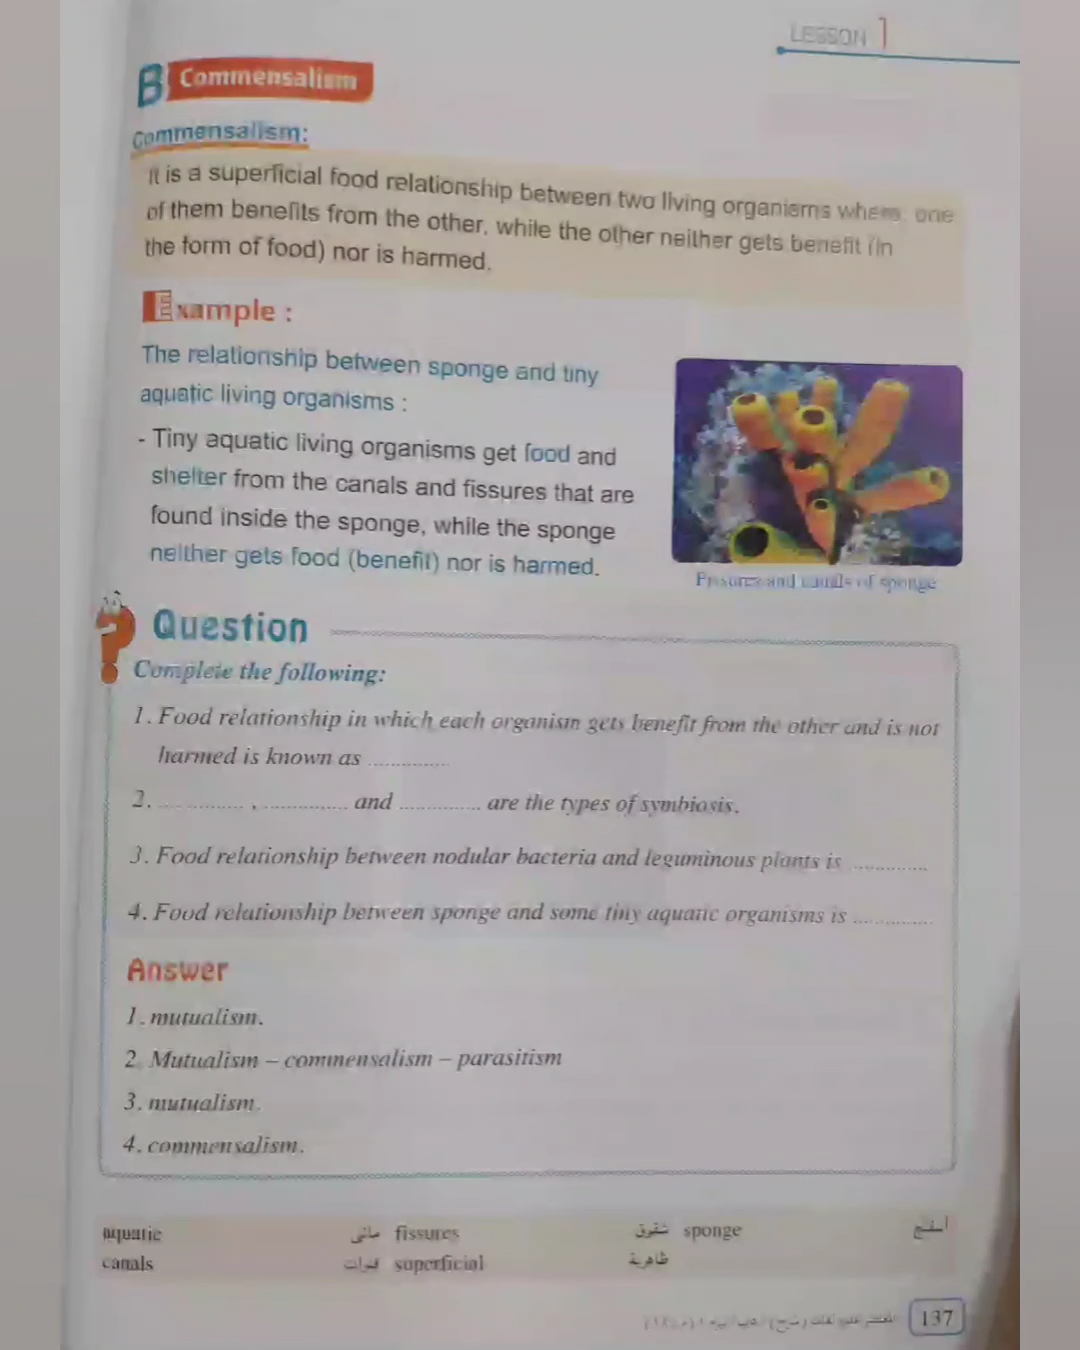 LESSON 1
B Commensalism
Commensalism:
It is a superficial food relationship between two living organisms where, one
of them benefits from the other, while the other neither gets benefit (in
the form of food) nor is harmed.
Example :
The relationship between sponge and tiny
aquatic living organisms :
- Tiny aquatic living organisms get food and
shelter from the canals and fissures that are
found inside the sponge, while the sponge
neither gets food (benefit) nor is harmed.
Fissures and canals of sponge
Question
Complete the following:
1. Food relationship in which each organism gets benefit from the other and is not
harmed is known as ..............
2. .............. , .............. and .............. are the types of symbiosis.
3. Food relationship between nodular bacteria and leguminous plants is ..............
4. Food relationship between sponge and some tiny aquatic organisms is ..............
Answer
1. mutualism.
2. Mutualism – commensalism – parasitism
3. mutualism.
4. commensalism.
aquatic مائى fissures شقوق sponge أسفنج
canals قنوات superficial ظاهرية
137